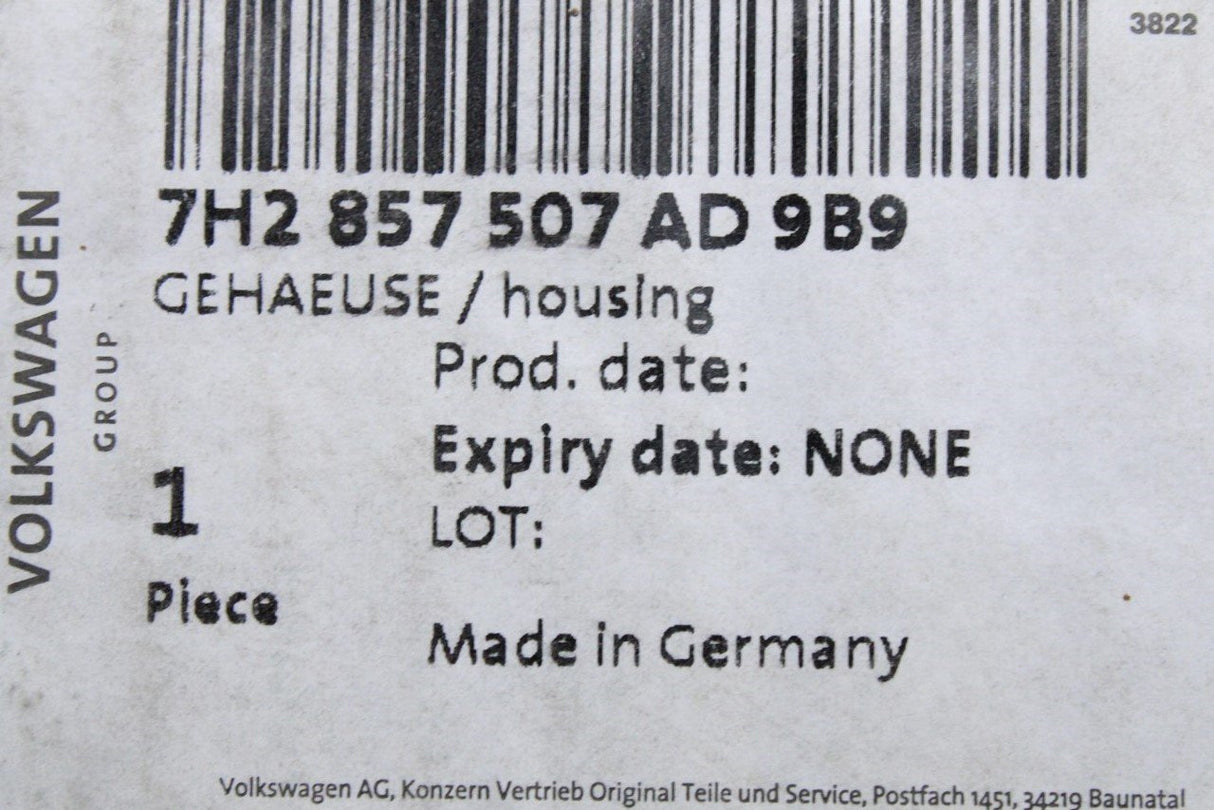 3822
7H2 857 507 AD 9B9
GEHAEUSE / housing
Prod. date:
Expiry date: NONE
LOT:
1
Piece
Made in Germany
VOLKSWAGEN
GROUP
Volkswagen AG, Konzern Vertrieb Original Teile und Service, Postfach 1451, 34219 Baunatal